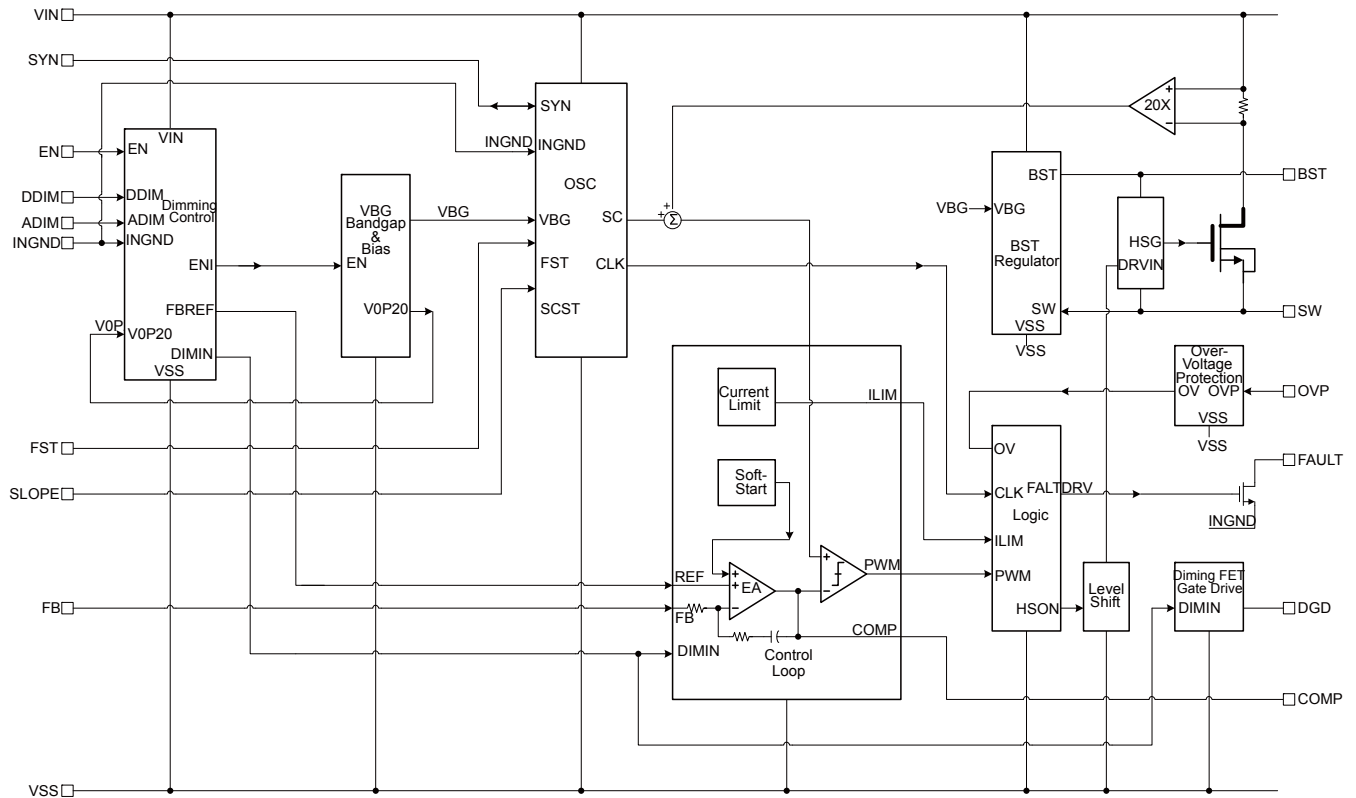 VIN
SYN
EN
DDIM
ADIM
INGND
FST
SLOPE
FB
VSS
VIN
EN
DDIM
Dimming
Control
ADIM
INGND
ENI
FBREF
V0P
V0P20
DIMIN
VSS
VBG
Bandgap
&
Bias
EN
V0P20
VBG
INGND
SYN
INGND
OSC
VBG
SC
FST
CLK
SCST
+
+
Σ
20X
+
−
BST
VBG
VBG
BST
Regulator
SW
VSS
VSS
HSG
DRVIN
Over-
Voltage
Protection
OV OVP
VSS
VSS
Current
Limit
ILIM
Soft-
Start
REF
FB
DIMIN
+
+
−
EA
+
−
PWM
COMP
Control
Loop
OV
CLK
FALTDRV
Logic
ILIM
PWM
HSON
Level
Shift
INGND
Diming FET
Gate Drive
DIMIN
BST
SW
OVP
FAULT
DGD
COMP